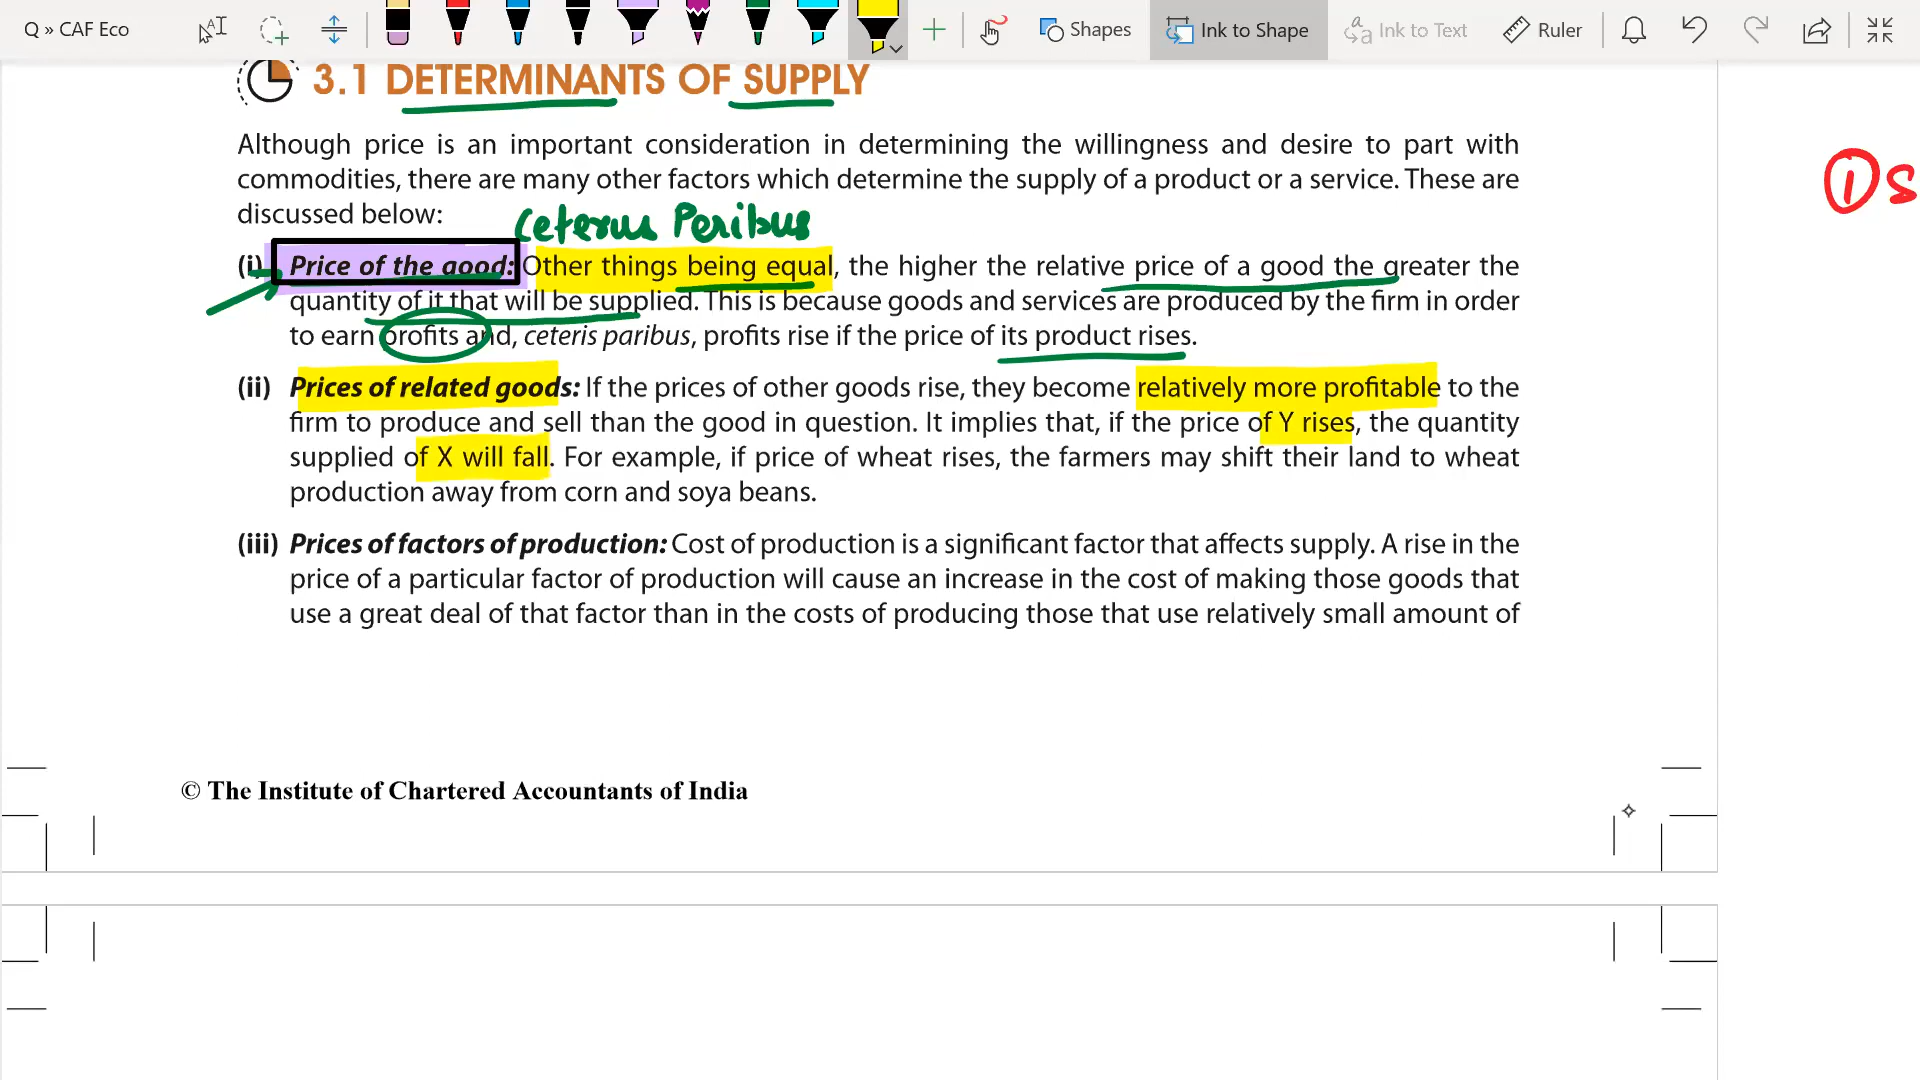 Q » CAF Eco
Shapes
Ink to Shape
Ink to Text
Ruler
3.1 DETERMINANTS OF SUPPLY
Although price is an important consideration in determining the willingness and desire to part with
commodities, there are many other factors which determine the supply of a product or a service. These are
discussed below:
Ceterus Peribus
(i) Price of the good: Other things being equal, the higher the relative price of a good the greater the
quantity of it that will be supplied. This is because goods and services are produced by the firm in order
to earn profits and, ceteris paribus, profits rise if the price of its product rises.
(ii) Prices of related goods: If the prices of other goods rise, they become relatively more profitable to the
firm to produce and sell than the good in question. It implies that, if the price of Y rises, the quantity
supplied of X will fall. For example, if price of wheat rises, the farmers may shift their land to wheat
production away from corn and soya beans.
(iii) Prices of factors of production: Cost of production is a significant factor that affects supply. A rise in the
price of a particular factor of production will cause an increase in the cost of making those goods that
use a great deal of that factor than in the costs of producing those that use relatively small amount of
© The Institute of Chartered Accountants of India
① S